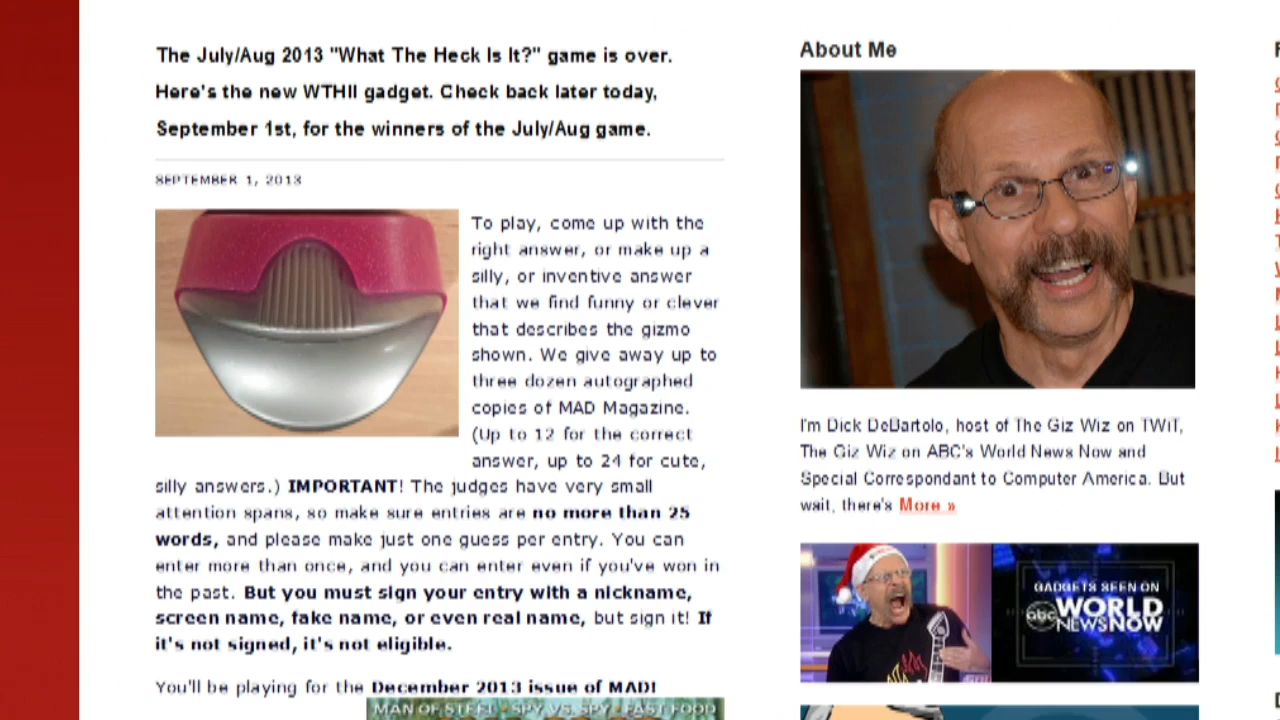 The July/Aug 2013 "What The Heck Is It?" game is over.
Here's the new WTHII gadget. Check back later today,
September 1st, for the winners of the July/Aug game.
SEPTEMBER 1, 2013
To play, come up with the
right answer, or make up a
silly, or inventive answer
that we find funny or clever
that describes the gizmo
shown. We give away up to
three dozen autographed
copies of MAD Magazine.
(Up to 12 for the correct
answer, up to 24 for cute,
silly answers.) IMPORTANT! The judges have very small
attention spans, so make sure entries are no more than 25
words, and please make just one guess per entry. You can
enter more than once, and you can enter even if you've won in
the past. But you must sign your entry with a nickname,
screen name, fake name, or even real name, but sign it! If
it's not signed, it's not eligible.
You'll be playing for the December 2013 issue of MAD!
MAN OF STEEL • SPY VS. SPY • FAST FOOD
About Me
I'm Dick DeBartolo, host of The Giz Wiz on TWiT,
The Giz Wiz on ABC's World News Now and
Special Correspondant to Computer America. But
wait, there's More »
GADGETS SEEN ON
abc WORLD
NEWS NOW